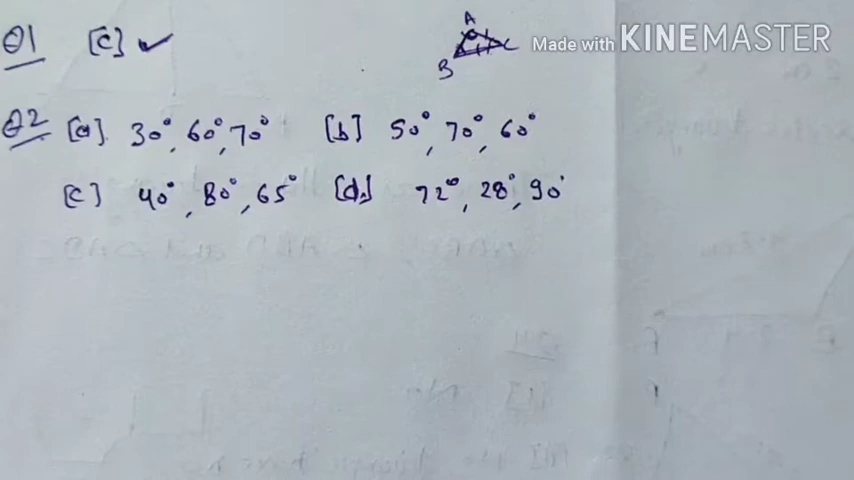 Q1 [c] ✓
A
B C
Made with KINEMASTER
Q2 [a] 30°, 60°, 70° [b] 50°, 70°, 60°
[c] 40°, 80°, 65° [d] 72°, 28°, 90°